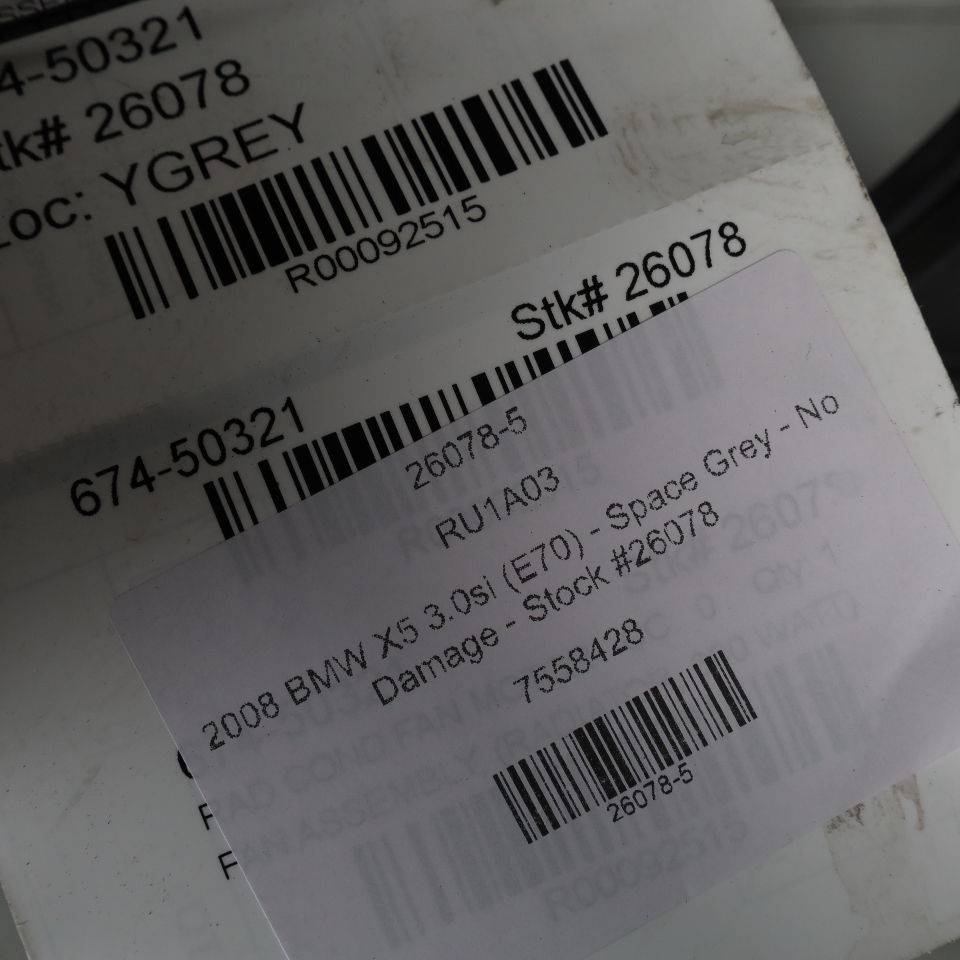 4-50321
tk# 26078
Loc: YGREY
R00092515
Stk# 26078
674-50321
26078-5
RU1A03
2008 BMW X5 3.0si (E70) - Space Grey - No
Damage - Stock #26078
7558428
26078-5
R00092515